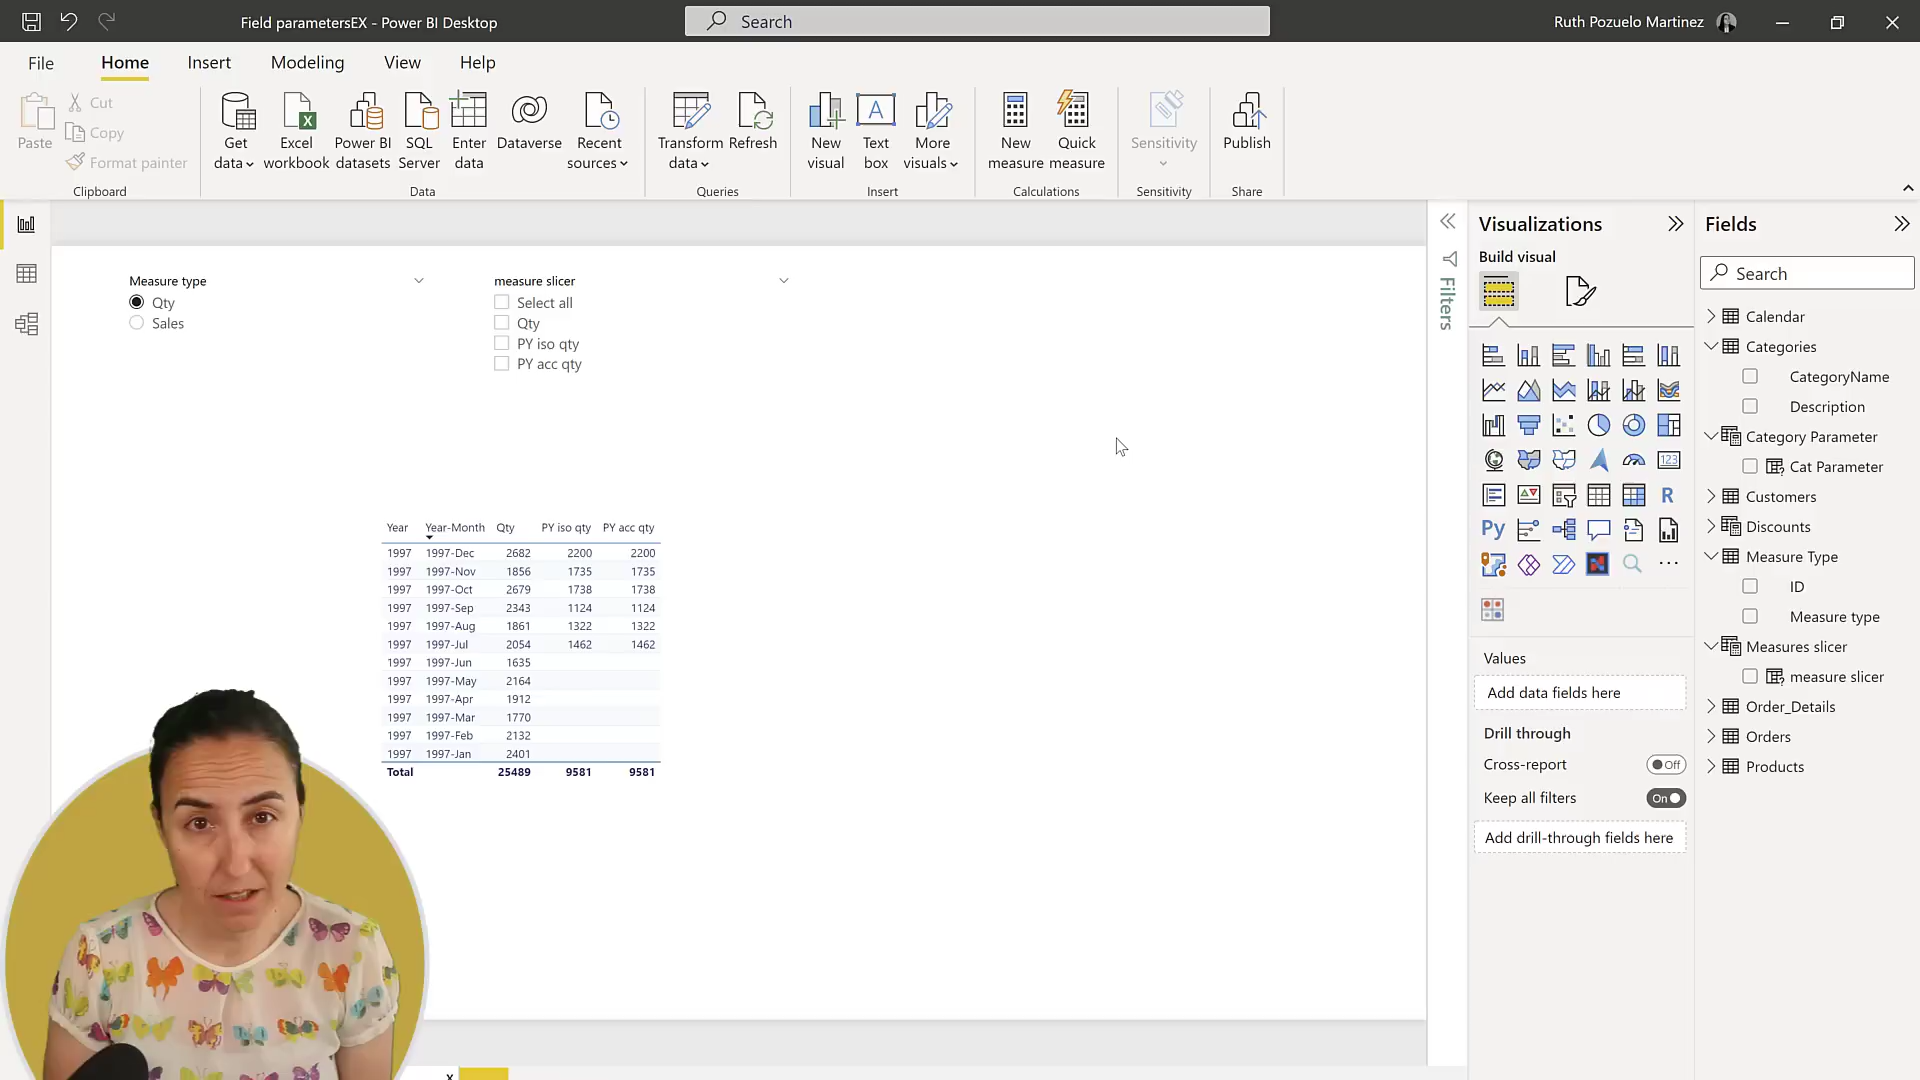 Field parametersEX - Power BI Desktop
Search
Ruth Pozuelo Martinez
File
Home
Insert
Modeling
View
Help
Paste
Cut
Copy
Format painter
Clipboard
Get data
Excel workbook
Power BI datasets
SQL Server
Enter data
Dataverse
Recent sources
Data
Transform data
Refresh
Queries
New visual
Text box
More visuals
Insert
New measure
Quick measure
Calculations
Sensitivity
Sensitivity
Publish
Share
Measure type
Qty
Sales
measure slicer
Select all
Qty
PY iso qty
PY acc qty
Year Year-Month Qty PY iso qty PY acc qty
1997 1997-Dec 2682 2200 2200
1997 1997-Nov 1856 1735 1735
1997 1997-Oct 2679 1738 1738
1997 1997-Sep 2343 1124 1124
1997 1997-Aug 1861 1322 1322
1997 1997-Jul 2054 1462 1462
1997 1997-Jun 1635
1997 1997-May 2164
1997 1997-Apr 1912
1997 1997-Mar 1770
1997 1997-Feb 2132
1997 1997-Jan 2401
Total 25489 9581 9581
Filters
Visualizations
Build visual
123
R
Py
Values
Add data fields here
Drill through
Cross-report
Off
Keep all filters
On
Add drill-through fields here
Fields
Search
Calendar
Categories
CategoryName
Description
Category Parameter
Cat Parameter
Customers
Discounts
Measure Type
ID
Measure type
Measures slicer
measure slicer
Order_Details
Orders
Products
x